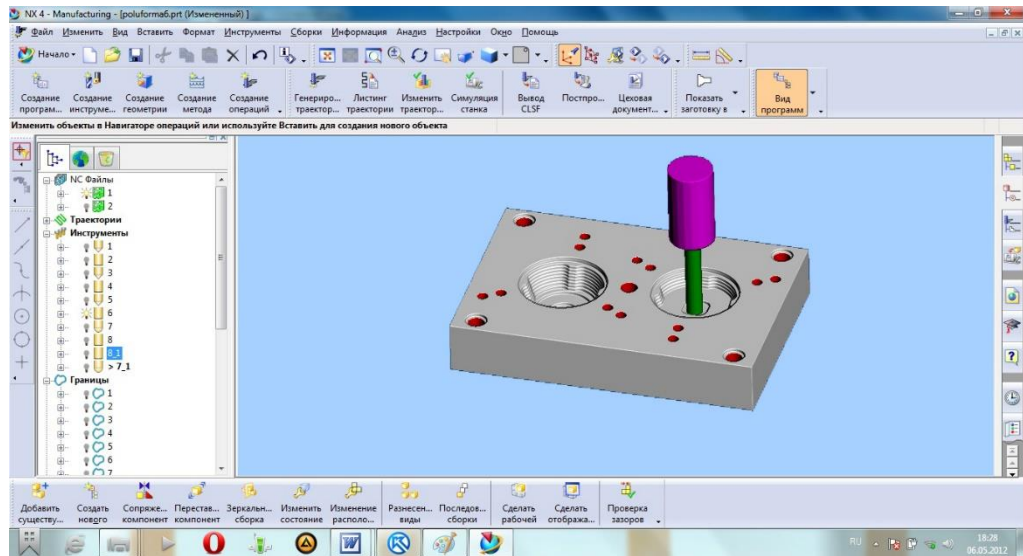 NX 4 - Manufacturing - [poluforma6.prt (Измененный) ]
Файл Изменить Вид Вставить Формат Инструменты Сборки Информация Анализ Настройки Окно Помощь
Начало
Создание програм... Создание инструме... Создание геометрии Создание метода Создание операций Генериро... траектор... Листинг траектории Изменить траектор... Симуляция станка Вывод CLSF Постпро... Цеховая документ... Показать заготовку в Вид программ
Изменить объекты в Навигаторе операций или используйте Вставить для создания нового объекта
NC Файлы
1
2
Траектории
Инструменты
1
2
3
4
5
6
7
8
8_1
> 7_1
Границы
1
2
3
4
5
6
7
Добавить существу... Создать нового Сопряже... компонент Перестав... компонент Зеркальн... сборка Изменить состояние Изменение располо... Разнесен... виды Последов... сборки Сделать рабочей Сделать отобража... Проверка зазоров
RU
18:28
06.05.2012